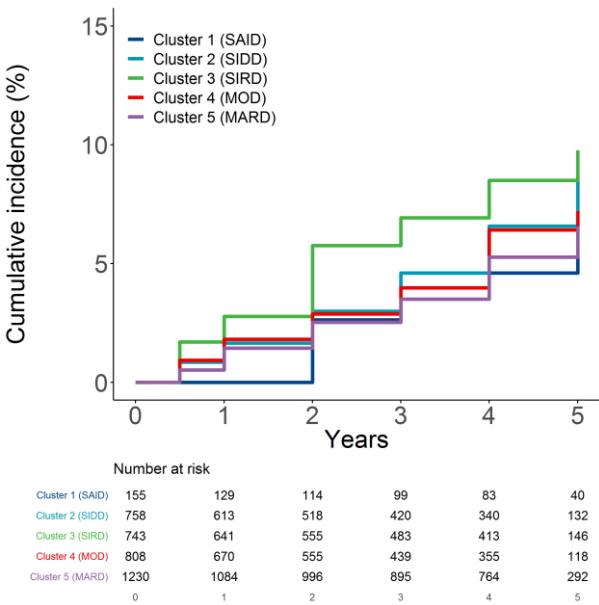 Cumulative incidence (%)
15
10
5
0
Cluster 1 (SAID)
Cluster 2 (SIDD)
Cluster 3 (SIRD)
Cluster 4 (MOD)
Cluster 5 (MARD)
0 1 2 3 4 5
Years
Number at risk
Cluster 1 (SAID) 155 129 114 99 83 40
Cluster 2 (SIDD) 758 613 518 420 340 132
Cluster 3 (SIRD) 743 641 555 483 413 146
Cluster 4 (MOD) 808 670 555 439 355 118
Cluster 5 (MARD) 1230 1084 996 895 764 292
0 1 2 3 4 5